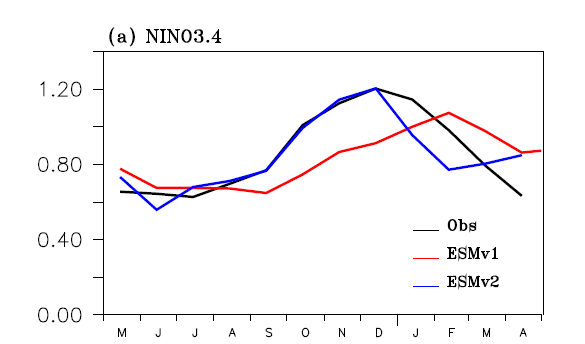 (a) NINO3.4
1.20
0.80
0.40
0.00
Obs
ESMv1
ESMv2
M J J A S O N D J F M A